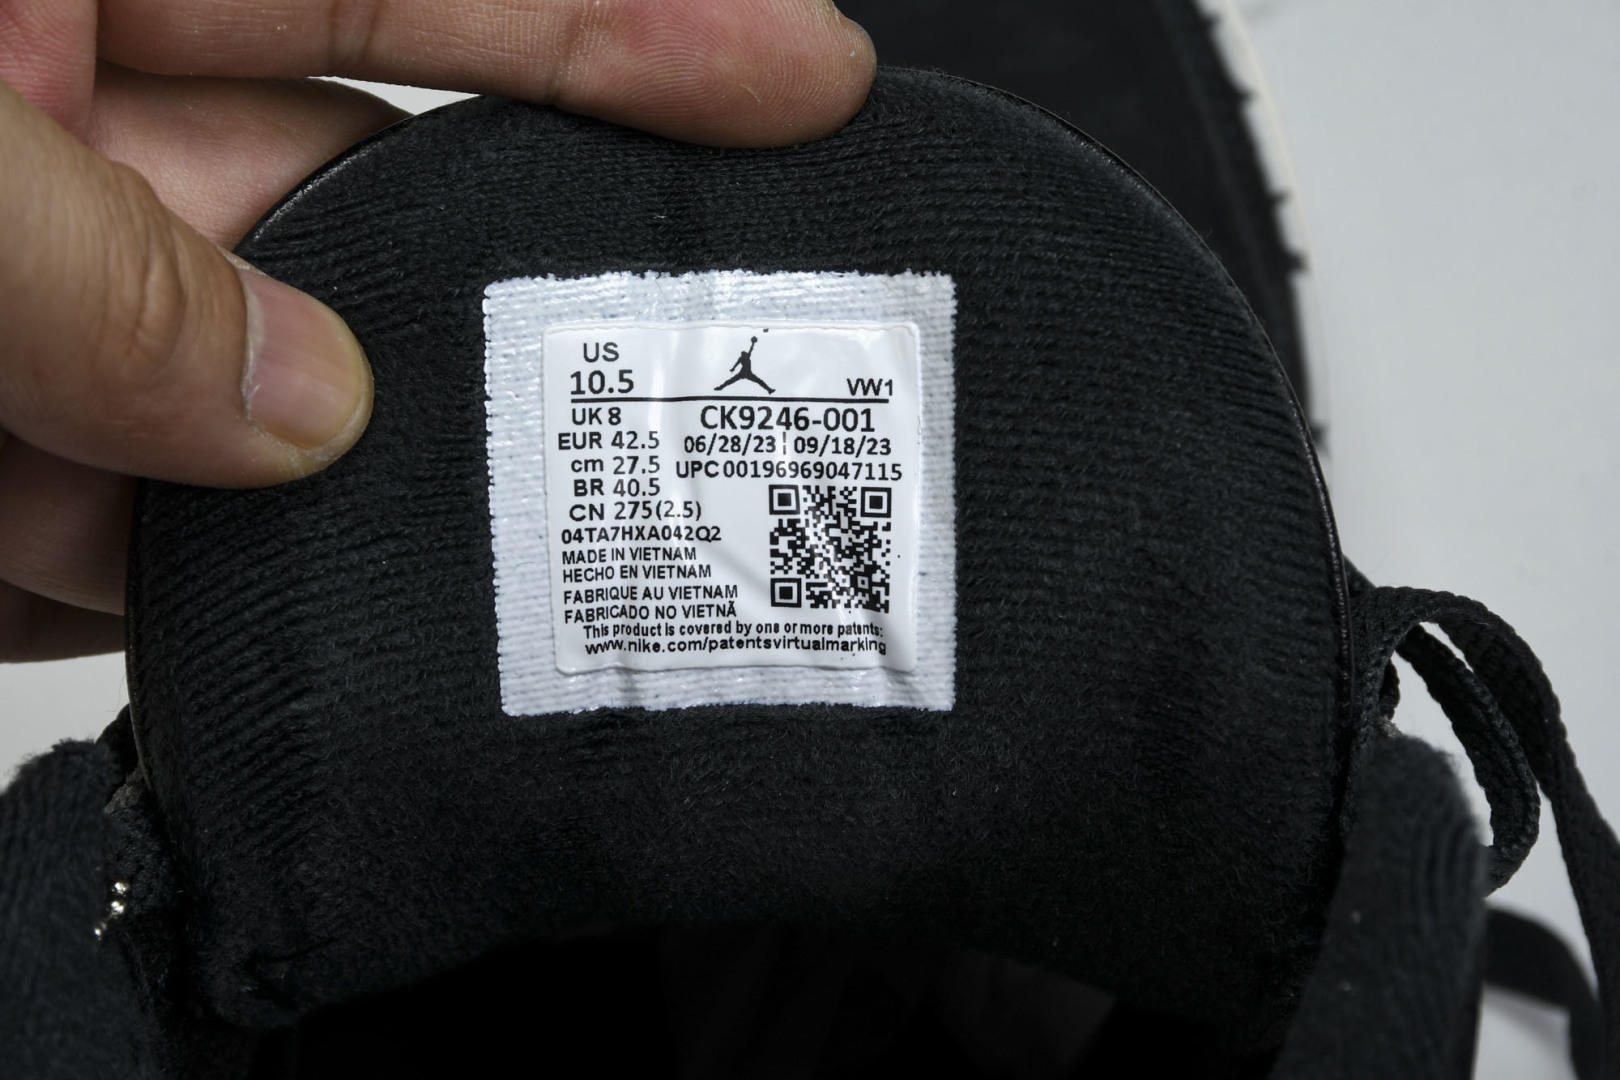 US
10.5
VW1
UK 8
CK9246-001
EUR 42.5
06/28/23 | 09/18/23
cm 27.5
UPC 00196969047115
BR 40.5
CN 275(2.5)
04TA7HXA042Q2
MADE IN VIETNAM
HECHO EN VIETNAM
FABRIQUE AU VIETNAM
FABRICADO NO VIETNÃ
This product is covered by one or more patents:
www.nike.com/patentsvirtualmarking